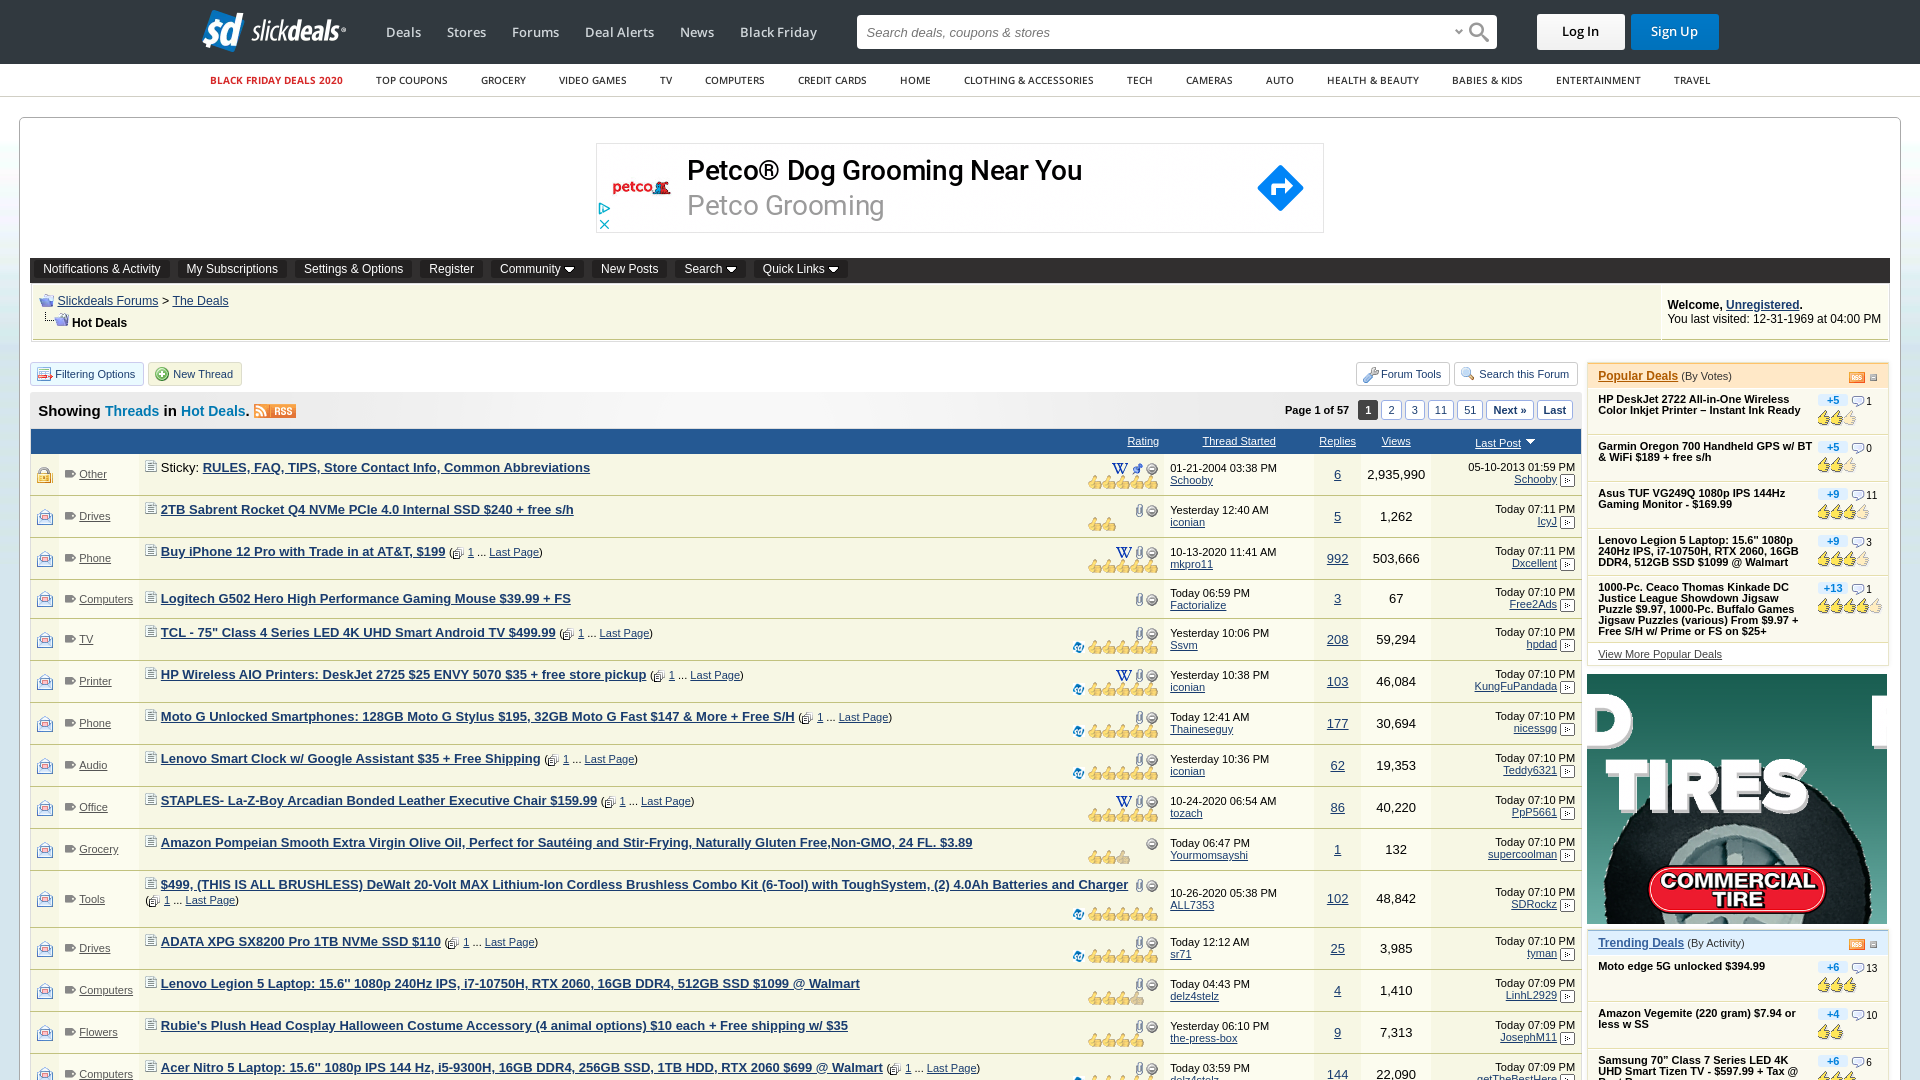 slickdeals
Deals Stores Forums Deal Alerts News Black Friday
Search deals, coupons & stores
Log In Sign Up
BLACK FRIDAY DEALS 2020 TOP COUPONS GROCERY VIDEO GAMES TV COMPUTERS CREDIT CARDS HOME CLOTHING & ACCESSORIES TECH CAMERAS AUTO HEALTH & BEAUTY BABIES & KIDS ENTERTAINMENT TRAVEL
petco
Petco® Dog Grooming Near You
Petco Grooming
Notifications & Activity My Subscriptions Settings & Options Register Community New Posts Search Quick Links
Slickdeals Forums > The Deals
Hot Deals
Welcome, Unregistered.
You last visited: 12-31-1969 at 04:00 PM
Filtering Options New Thread
Forum Tools Search this Forum
Showing Threads in Hot Deals. RSS
Page 1 of 57 1 2 3 11 51 Next » Last
Rating Thread Started Replies Views Last Post
Other Sticky: RULES, FAQ, TIPS, Store Contact Info, Common Abbreviations 01-21-2004 03:38 PM Schooby 6 2,935,990 05-10-2013 01:59 PM Schooby
Drives 2TB Sabrent Rocket Q4 NVMe PCIe 4.0 Internal SSD $240 + free s/h Yesterday 12:40 AM iconian 5 1,262 Today 07:11 PM IcyJ
Phone Buy iPhone 12 Pro with Trade in at AT&T, $199 ( 1 ... Last Page) 10-13-2020 11:41 AM mkpro11 992 503,666 Today 07:11 PM Dxcellent
Computers Logitech G502 Hero High Performance Gaming Mouse $39.99 + FS Today 06:59 PM Factorialize 3 67 Today 07:10 PM Free2Ads
TV TCL - 75" Class 4 Series LED 4K UHD Smart Android TV $499.99 ( 1 ... Last Page) Yesterday 10:06 PM Ssvm 208 59,294 Today 07:10 PM hpdad
Printer HP Wireless AIO Printers: DeskJet 2725 $25 ENVY 5070 $35 + free store pickup ( 1 ... Last Page) Yesterday 10:38 PM iconian 103 46,084 Today 07:10 PM KungFuPandada
Phone Moto G Unlocked Smartphones: 128GB Moto G Stylus $195, 32GB Moto G Fast $147 & More + Free S/H ( 1 ... Last Page) Today 12:41 AM Thaineseguy 177 30,694 Today 07:10 PM nicessgg
Audio Lenovo Smart Clock w/ Google Assistant $35 + Free Shipping ( 1 ... Last Page) Yesterday 10:36 PM iconian 62 19,353 Today 07:10 PM Teddy6321
Office STAPLES- La-Z-Boy Arcadian Bonded Leather Executive Chair $159.99 ( 1 ... Last Page) 10-24-2020 06:54 AM tozach 86 40,220 Today 07:10 PM PpP5661
Grocery Amazon Pompeian Smooth Extra Virgin Olive Oil, Perfect for Sautéing and Stir-Frying, Naturally Gluten Free,Non-GMO, 24 FL. $3.89 Today 06:47 PM Yourmomsayshi 1 132 Today 07:10 PM supercoolman
Tools $499, (THIS IS ALL BRUSHLESS) DeWalt 20-Volt MAX Lithium-Ion Cordless Brushless Combo Kit (6-Tool) with ToughSystem, (2) 4.0Ah Batteries and Charger
( 1 ... Last Page) 10-26-2020 05:38 PM ALL7353 102 48,842 Today 07:10 PM SDRockz
Drives ADATA XPG SX8200 Pro 1TB NVMe SSD $110 ( 1 ... Last Page) Today 12:12 AM sr71 25 3,985 Today 07:10 PM tyman
Computers Lenovo Legion 5 Laptop: 15.6'' 1080p 240Hz IPS, i7-10750H, RTX 2060, 16GB DDR4, 512GB SSD $1099 @ Walmart Today 04:43 PM delz4stelz 4 1,410 Today 07:09 PM LinhL2929
Flowers Rubie's Plush Head Cosplay Halloween Costume Accessory (4 animal options) $10 each + Free shipping w/ $35 Yesterday 06:10 PM the-press-box 9 7,313 Today 07:09 PM JosephM11
Computers Acer Nitro 5 Laptop: 15.6'' 1080p IPS 144 Hz, i5-9300H, 16GB DDR4, 256GB SSD, 1TB HDD, RTX 2060 $699 @ Walmart ( 1 ... Last Page) Today 03:59 PM delz4stelz 144 22,090 Today 07:09 PM getTheBestHere
Popular Deals (By Votes) RSS
HP DeskJet 2722 All-in-One Wireless +5 1
Color Inkjet Printer – Instant Ink Ready
Garmin Oregon 700 Handheld GPS w/ BT +5 0
& WiFi $189 + free s/h
Asus TUF VG249Q 1080p IPS 144Hz +9 11
Gaming Monitor - $169.99
Lenovo Legion 5 Laptop: 15.6'' 1080p +9 3
240Hz IPS, i7-10750H, RTX 2060, 16GB
DDR4, 512GB SSD $1099 @ Walmart
1000-Pc. Ceaco Thomas Kinkade DC +13 1
Justice League Showdown Jigsaw
Puzzle $9.97, 1000-Pc. Buffalo Games
Jigsaw Puzzles (various) From $9.97 +
Free S/H w/ Prime or FS on $25+
View More Popular Deals
D
TIRES
COMMERCIAL
TIRE
Trending Deals (By Activity) RSS
Moto edge 5G unlocked $394.99 +6 13
Amazon Vegemite (220 gram) $7.94 or +4 10
less w SS
Samsung 70” Class 7 Series LED 4K +6 6
UHD Smart Tizen TV - $597.99 + Tax @